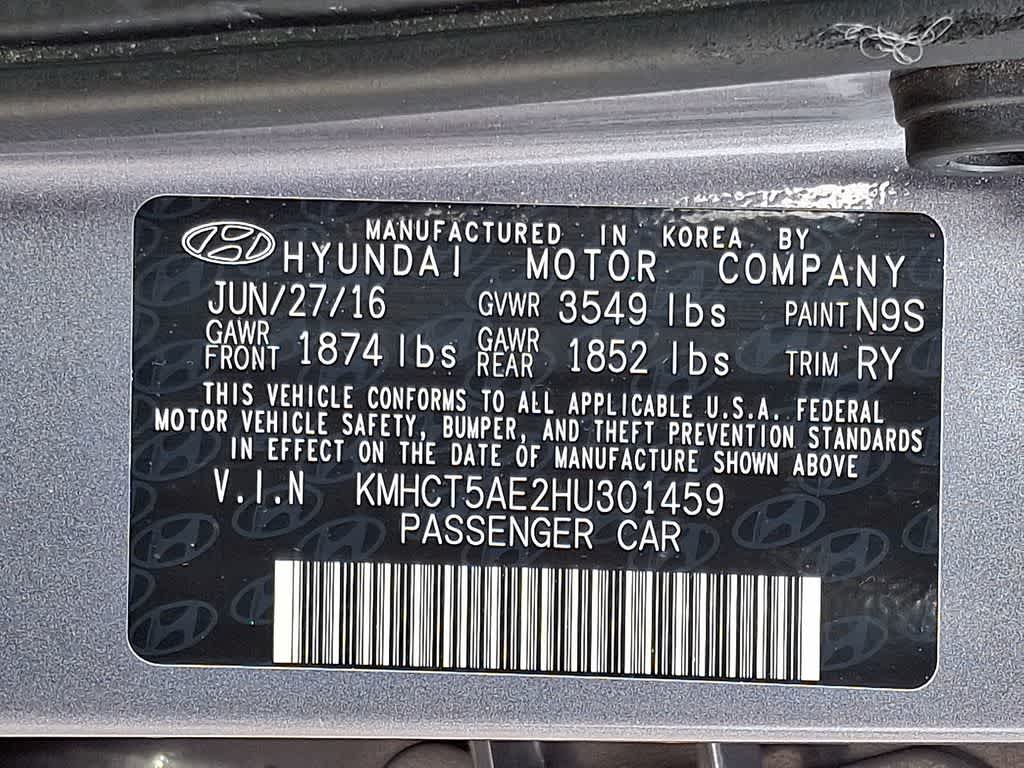 MANUFACTURED IN KOREA BY
HYUNDAI MOTOR COMPANY
JUN/27/16 GVWR 3549 lbs PAINT N9S
GAWR FRONT 1874 lbs GAWR REAR 1852 lbs TRIM RY
THIS VEHICLE CONFORMS TO ALL APPLICABLE U.S.A. FEDERAL
MOTOR VEHICLE SAFETY, BUMPER, AND THEFT PREVENTION STANDARDS
IN EFFECT ON THE DATE OF MANUFACTURE SHOWN ABOVE
V.I.N KMHCT5AE2HU301459
PASSENGER CAR